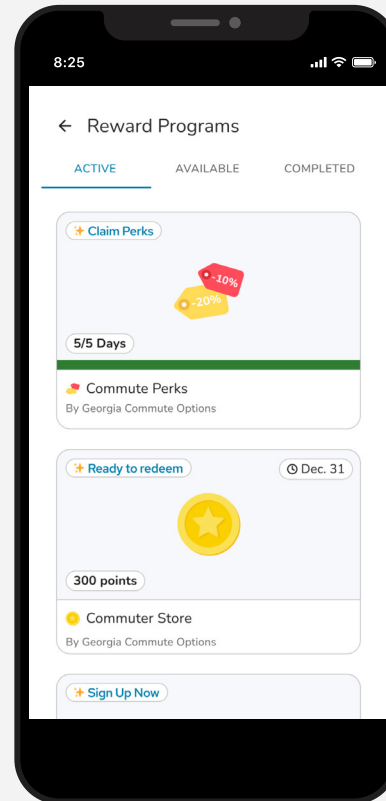 8:25
Reward Programs
ACTIVE AVAILABLE COMPLETED
Claim Perks
-10%
-20%
5/5 Days
Commute Perks
By Georgia Commute Options
Ready to redeem Dec. 31
300 points
Commuter Store
By Georgia Commute Options
Sign Up Now